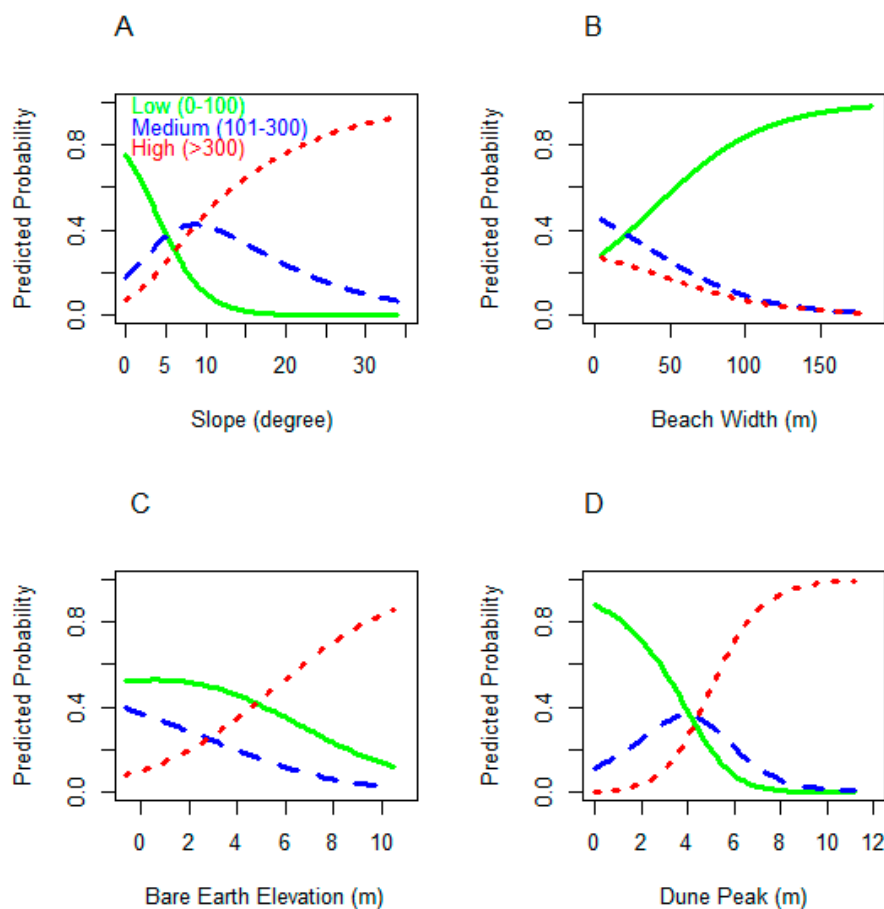 A
Predicted Probability
0.0 0.4 0.8
Low (0-100)
Medium (101-300)
High (>300)
0 5 10 20 30
Slope (degree)
B
Predicted Probability
0.0 0.4 0.8
0 50 100 150
Beach Width (m)
C
Predicted Probability
0.0 0.4 0.8
0 2 4 6 8 10
Bare Earth Elevation (m)
D
Predicted Probability
0.0 0.4 0.8
0 2 4 6 8 10 12
Dune Peak (m)